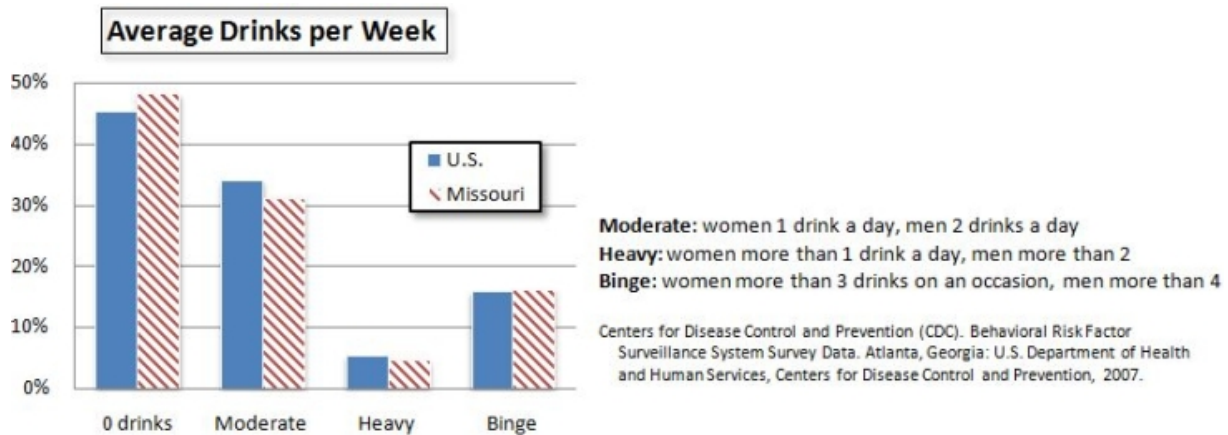 Average Drinks per Week
50%
40%
30%
20%
10%
0%
0 drinks
Moderate
Heavy
Binge
U.S.
Missouri
Moderate: women 1 drink a day, men 2 drinks a day
Heavy: women more than 1 drink a day, men more than 2
Binge: women more than 3 drinks on an occasion, men more than 4
Centers for Disease Control and Prevention (CDC). Behavioral Risk Factor
Surveillance System Survey Data. Atlanta, Georgia: U.S. Department of Health
and Human Services, Centers for Disease Control and Prevention, 2007.